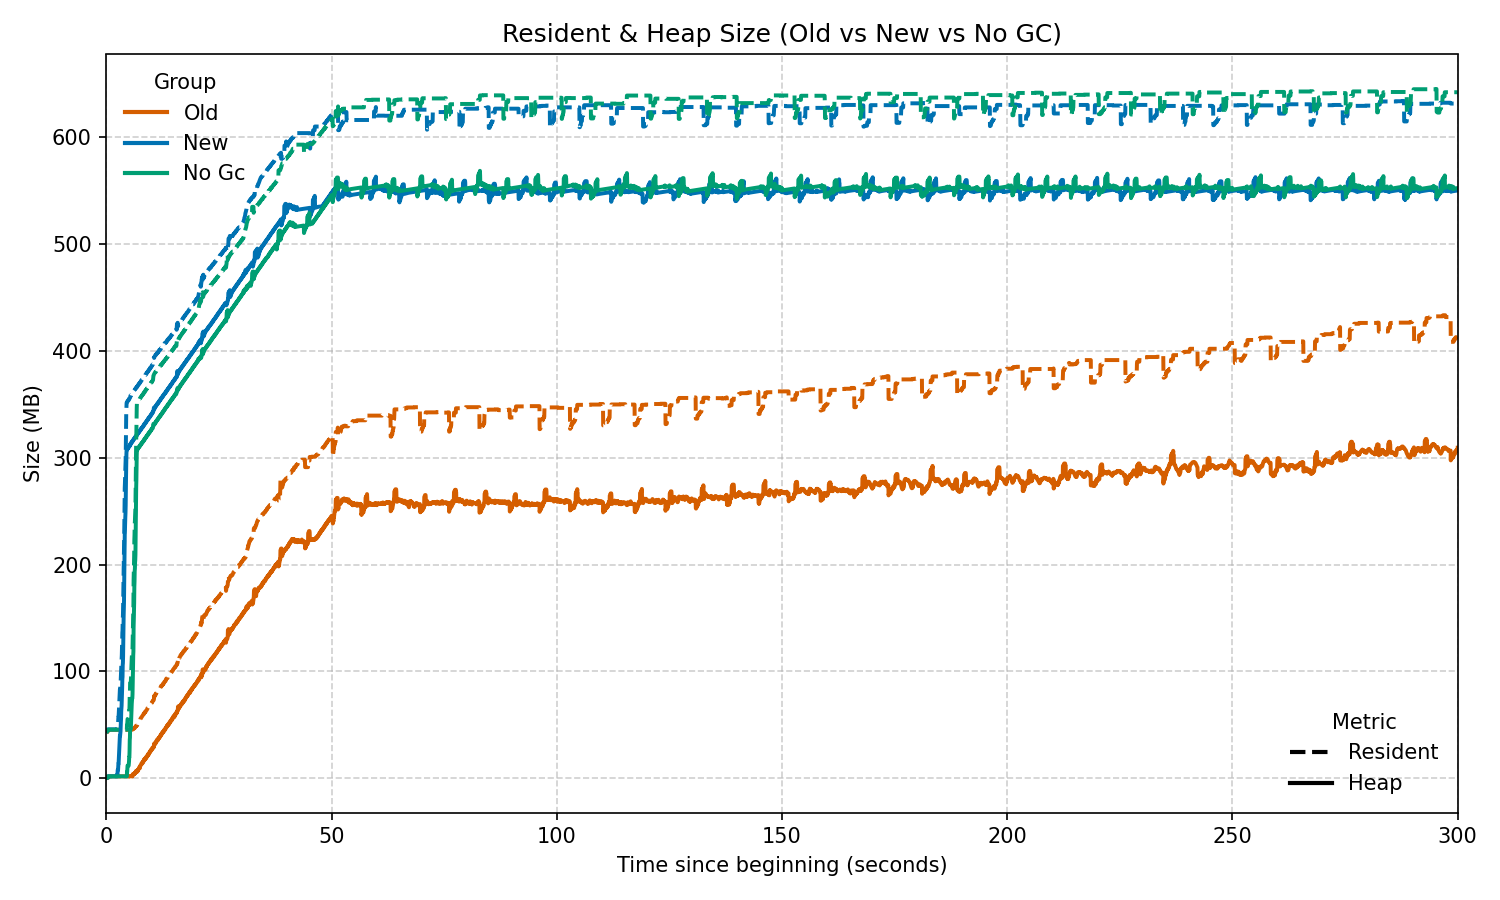 Resident & Heap Size (Old vs New vs No GC)
Group
Old
New
No Gc
600
500
400
300
200
100
0
Size (MB)
Metric
Resident
Heap
0
50
100
150
200
250
300
Time since beginning (seconds)